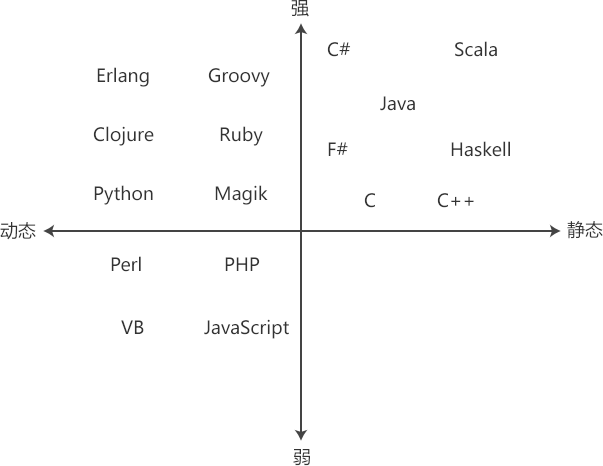 强
C# Scala
Erlang Groovy
Java
Clojure Ruby
F# Haskell
Python Magik
C C++
动态 静态
Perl PHP
VB JavaScript
弱